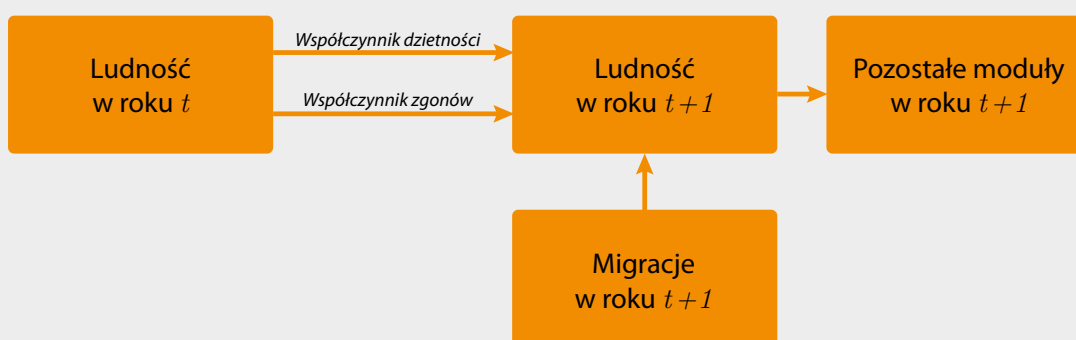 Ludność
w roku t
Współczynnik dzietności
Współczynnik zgonów
Ludność
w roku t+1
Pozostałe moduły
w roku t+1
Migracje
w roku t+1